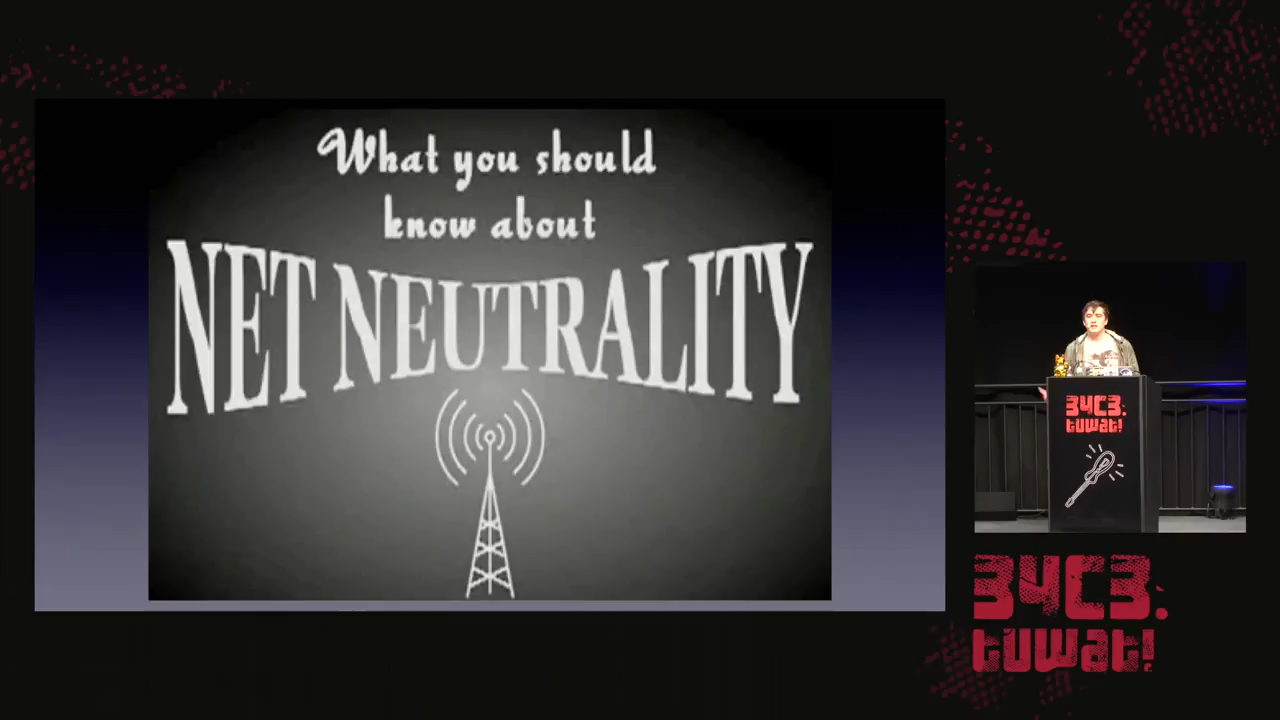 What you should
know about
NET NEUTRALITY
34C3.
tuwat!
34C3.
tuwat!